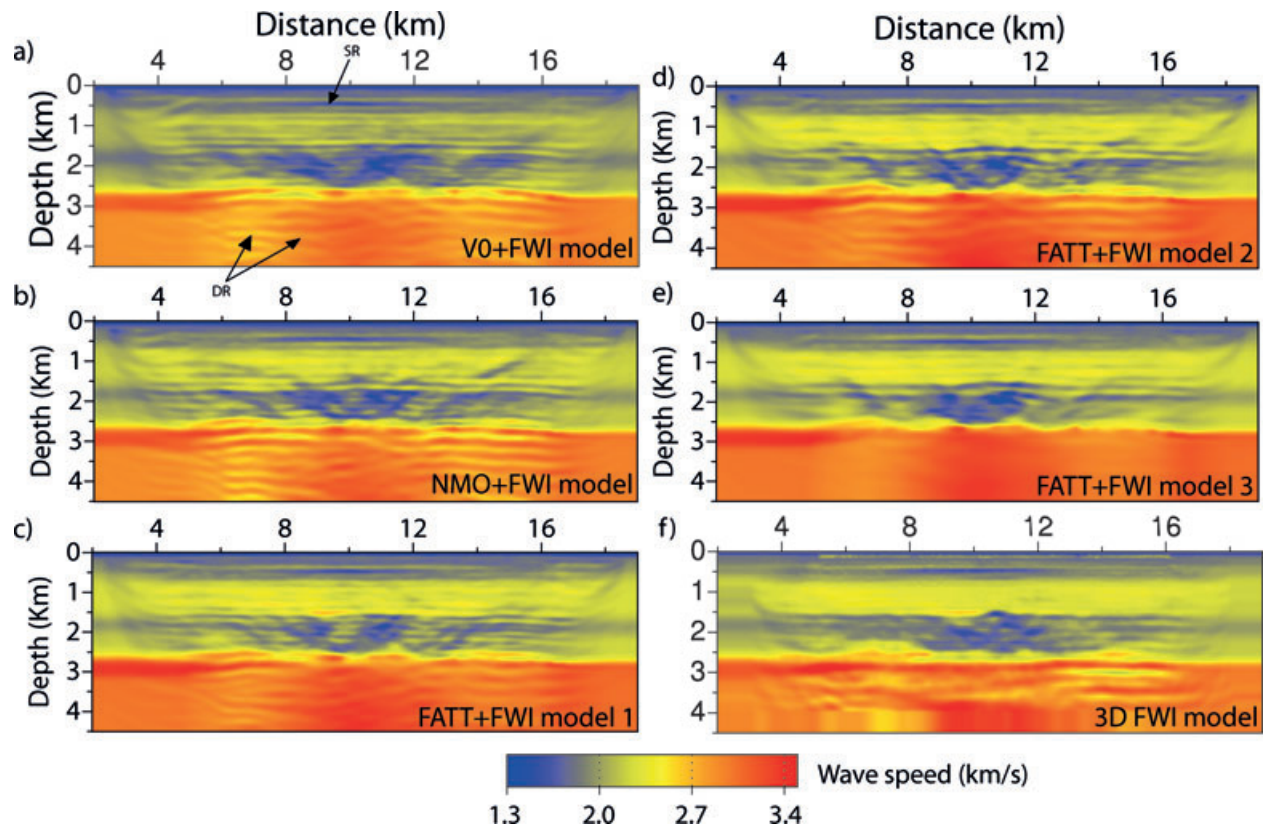 Distance (km)
a)
SR
4 8 12 16
0
1
2
3
4
Depth (km)
V0+FWI model
DR
b)
4 8 12 16
0
1
2
3
4
Depth (Km)
NMO+FWI model
c)
4 8 12 16
0
1
2
3
4
Depth (Km)
FATT+FWI model 1
Distance (km)
d)
4 8 12 16
0
1
2
3
4
Depth (Km)
FATT+FWI model 2
e)
4 8 12 16
0
1
2
3
4
Depth (Km)
FATT+FWI model 3
f)
4 8 12 16
0
1
2
3
4
Depth (Km)
3D FWI model
Wave speed (km/s)
1.3 2.0 2.7 3.4